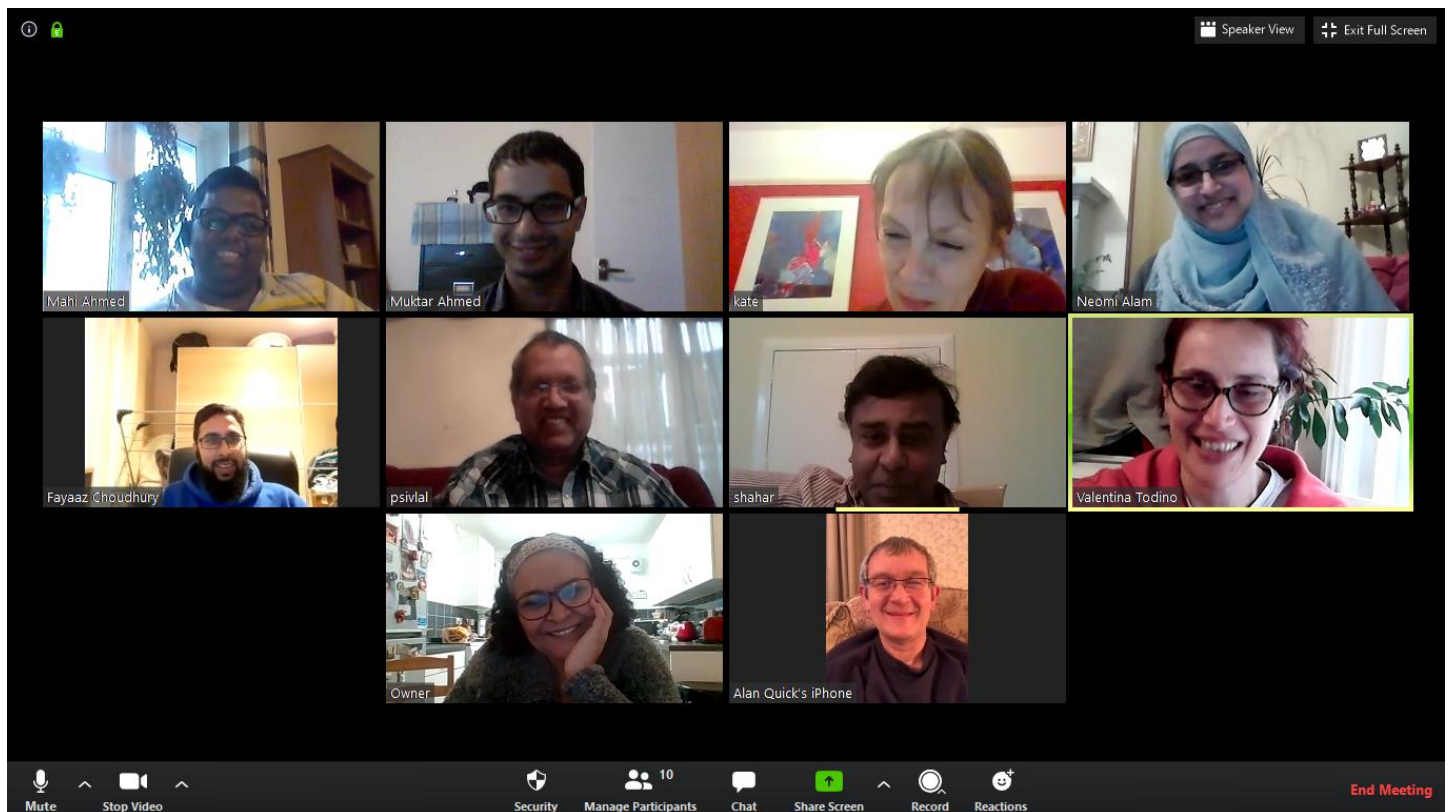 Speaker View
Exit Full Screen
Mahi Ahmed
Muktar Ahmed
kate
Neomi Alam
Fayaaz Choudhury
psivlal
shahar
Valentina Todino
Owner
Alan Quick's iPhone
Mute
Stop Video
Security
Manage Participants
10
Chat
Share Screen
Record
Reactions
End Meeting